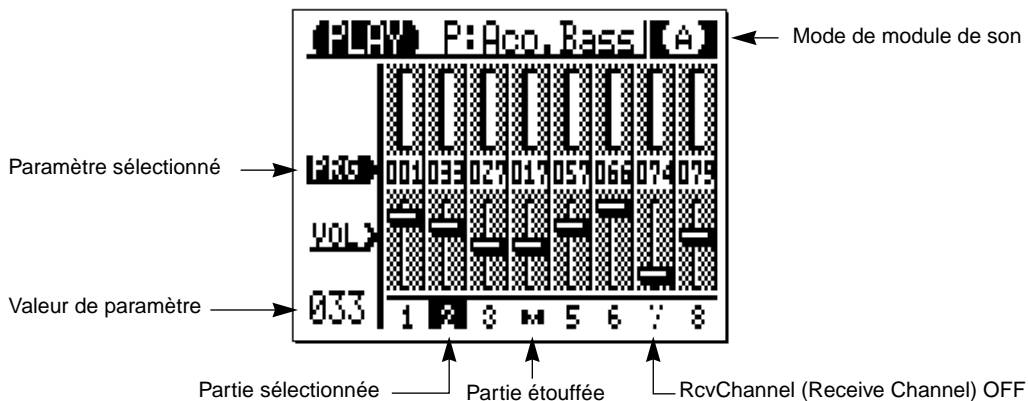 PLAY P:Aco.Bass (A)
Mode de module de son
Paramètre sélectionné
PRG 001 033 027 017 057 066 074 079
VOL
Valeur de paramètre
033 1 2 3 M 5 6 7 8
Partie sélectionnée
Partie étouffée
RcvChannel (Receive Channel) OFF